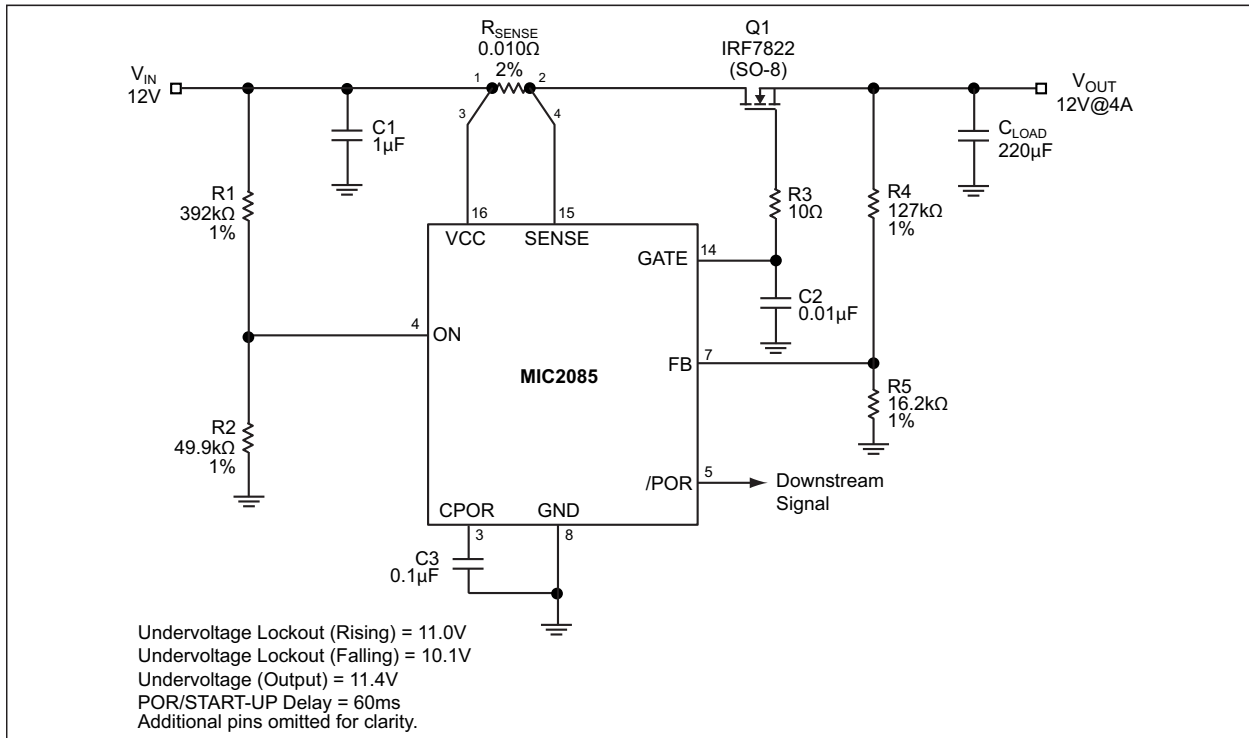 R_SENSE
0.010Ω
2%
Q1
IRF7822
(SO-8)
V_IN
12V
1
2
3
4
V_OUT
12V@4A
C1
1µF
C_LOAD
220µF
R1
392kΩ
1%
R3
10Ω
R4
127kΩ
1%
16
15
VCC
SENSE
GATE
14
C2
0.01µF
4
ON
MIC2085
FB
7
R2
49.9kΩ
1%
R5
16.2kΩ
1%
/POR
5
Downstream
Signal
CPOR
GND
3
8
C3
0.1µF
Undervoltage Lockout (Rising) = 11.0V
Undervoltage Lockout (Falling) = 10.1V
Undervoltage (Output) = 11.4V
POR/START-UP Delay = 60ms
Additional pins omitted for clarity.